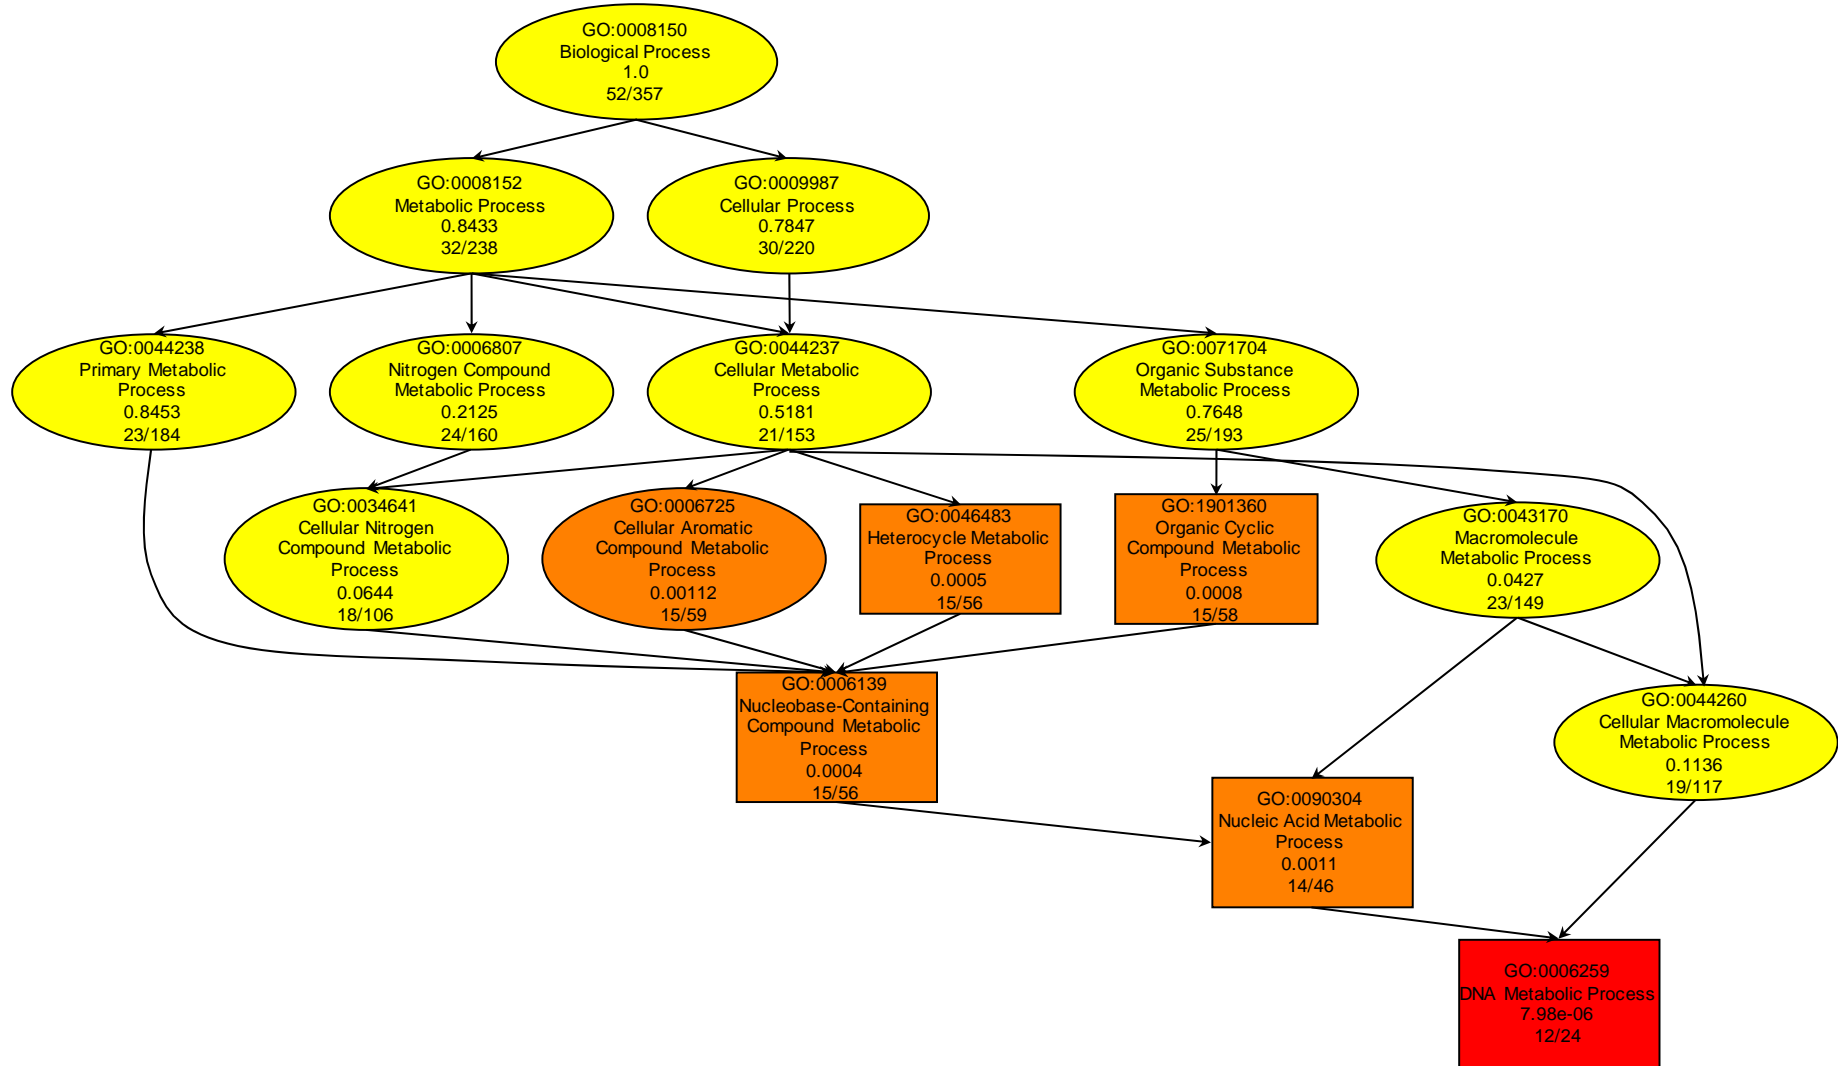 GO:0008150
Biological Process
1.0
52/357
GO:0008152
Metabolic Process
0.8433
32/238
GO:0009987
Cellular Process
0.7847
30/220
GO:0044238
Primary Metabolic
Process
0.8453
23/184
GO:0006807
Nitrogen Compound
Metabolic Process
0.2125
24/160
GO:0044237
Cellular Metabolic
Process
0.5181
21/153
GO:0071704
Organic Substance
Metabolic Process
0.7648
25/193
GO:0034641
Cellular Nitrogen
Compound Metabolic
Process
0.0644
18/106
GO:0006725
Cellular Aromatic
Compound Metabolic
Process
0.00112
15/59
GO:0046483
Heterocycle Metabolic
Process
0.0005
15/56
GO:1901360
Organic Cyclic
Compound Metabolic
Process
0.0008
15/58
GO:0043170
Macromolecule
Metabolic Process
0.0427
23/149
GO:0006139
Nucleobase-Containing
Compound Metabolic
Process
0.0004
15/56
GO:0044260
Cellular Macromolecule
Metabolic Process
0.1136
19/117
GO:0090304
Nucleic Acid Metabolic
Process
0.0011
14/46
GO:0006259
DNA Metabolic Process
7.98e-06
12/24